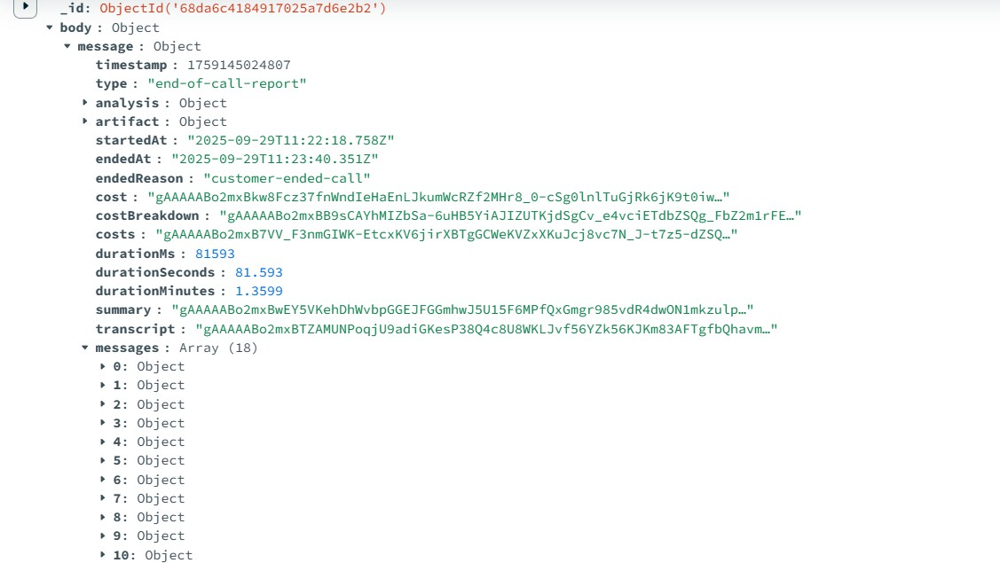 _id: ObjectId('68da6c4184917025a7d6e2b2')
body : Object
message : Object
timestamp : 1759145024807
type : "end-of-call-report"
analysis : Object
artifact : Object
startedAt : "2025-09-29T11:22:18.758Z"
endedAt : "2025-09-29T11:23:40.351Z"
endedReason : "customer-ended-call"
cost : "gAAAAABo2mxBkw8Fcz37fnWndIeHaEnLJkumWcRZf2MHr8_0-cSg0lnlTuGjRk6jK9t0iw…"
costBreakdown : "gAAAAABo2mxBB9sCAYhMIZbSa-6uHB5YiAJIZUTKjdSgCv_e4vciETdbZSQg_FbZ2m1rFE…"
costs : "gAAAAABo2mxB7VV_F3nmGIWK-EtcxKV6jirXBTgGCWeKVZxXKuJcj8vc7N_J-t7z5-dZSQ…"
durationMs : 81593
durationSeconds : 81.593
durationMinutes : 1.3599
summary : "gAAAAABo2mxBwEY5VKehDhWvbpGGEJFGGmhwJ5U15F6MPfQxGmgr985vdR4dwON1mkzulp…"
transcript : "gAAAAABo2mxBTZAMUNPoqjU9adiGKesP38Q4c8U8WKLJvf56YZk56KJKm83AFTgfbQhavm…"
messages : Array (18)
0: Object
1: Object
2: Object
3: Object
4: Object
5: Object
6: Object
7: Object
8: Object
9: Object
10: Object